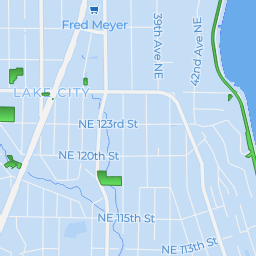 Fred Meyer
39th Ave NE
42nd Ave NE
LAKE CITY
NE 123rd St
NE 120th St
NE 115th St
NE 113th St